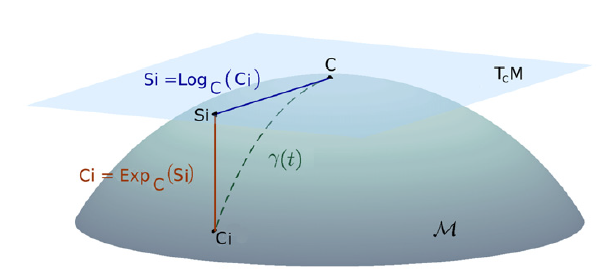 C
Si =Log_C(Ci)
T_cM
Si
γ(t)
Ci = Exp_C(Si)
ℳ
Ci